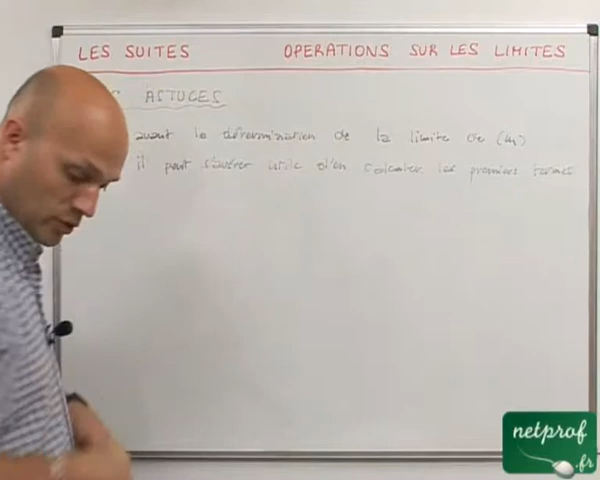 LES SUITES OPERATIONS SUR LES LIMITES
ASTUCES
avant la détermination de la limite de (un)
il peut s'avérer utile d'en calculer les premiers termes
netprof
.fr